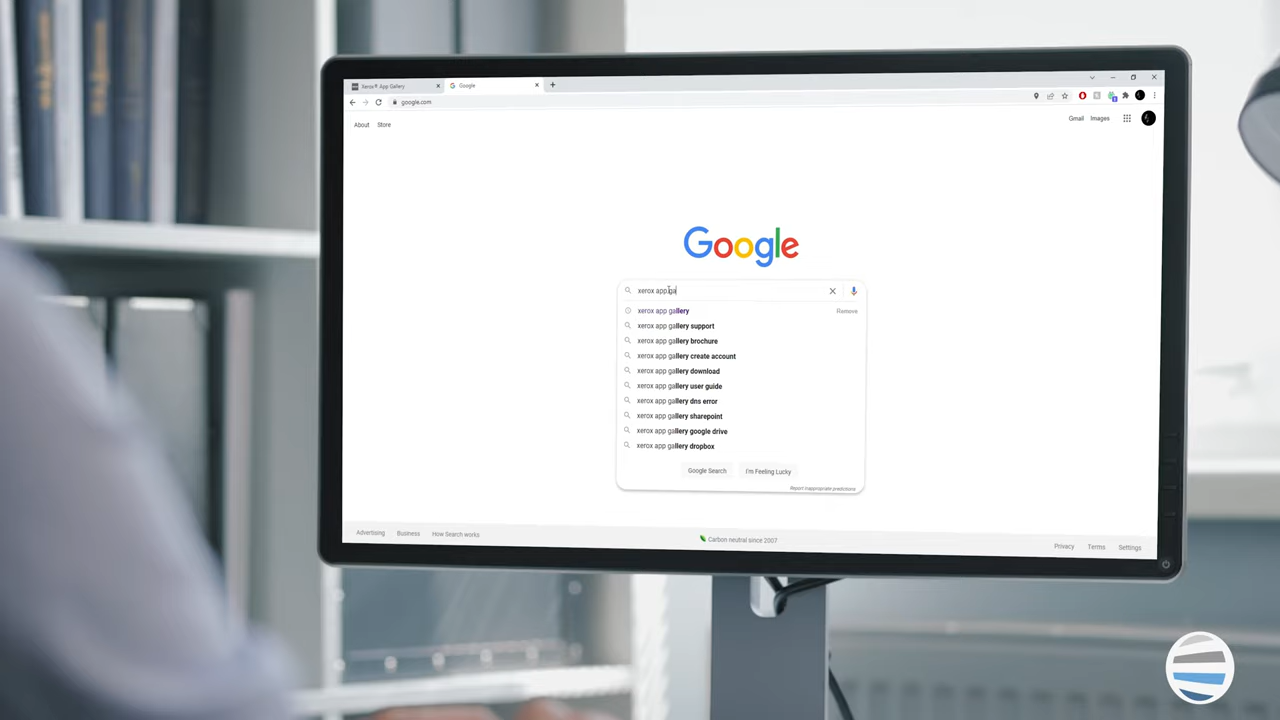 Xerox® App Gallery
Google
google.com
About Store
Gmail Images
Google
xerox app ga
xerox app gallery
Remove
xerox app gallery support
xerox app gallery brochure
xerox app gallery create account
xerox app gallery download
xerox app gallery user guide
xerox app gallery dns error
xerox app gallery sharepoint
xerox app gallery google drive
xerox app gallery dropbox
Google Search I'm Feeling Lucky
Report inappropriate predictions
Advertising Business How Search works
Carbon neutral since 2007
Privacy Terms Settings